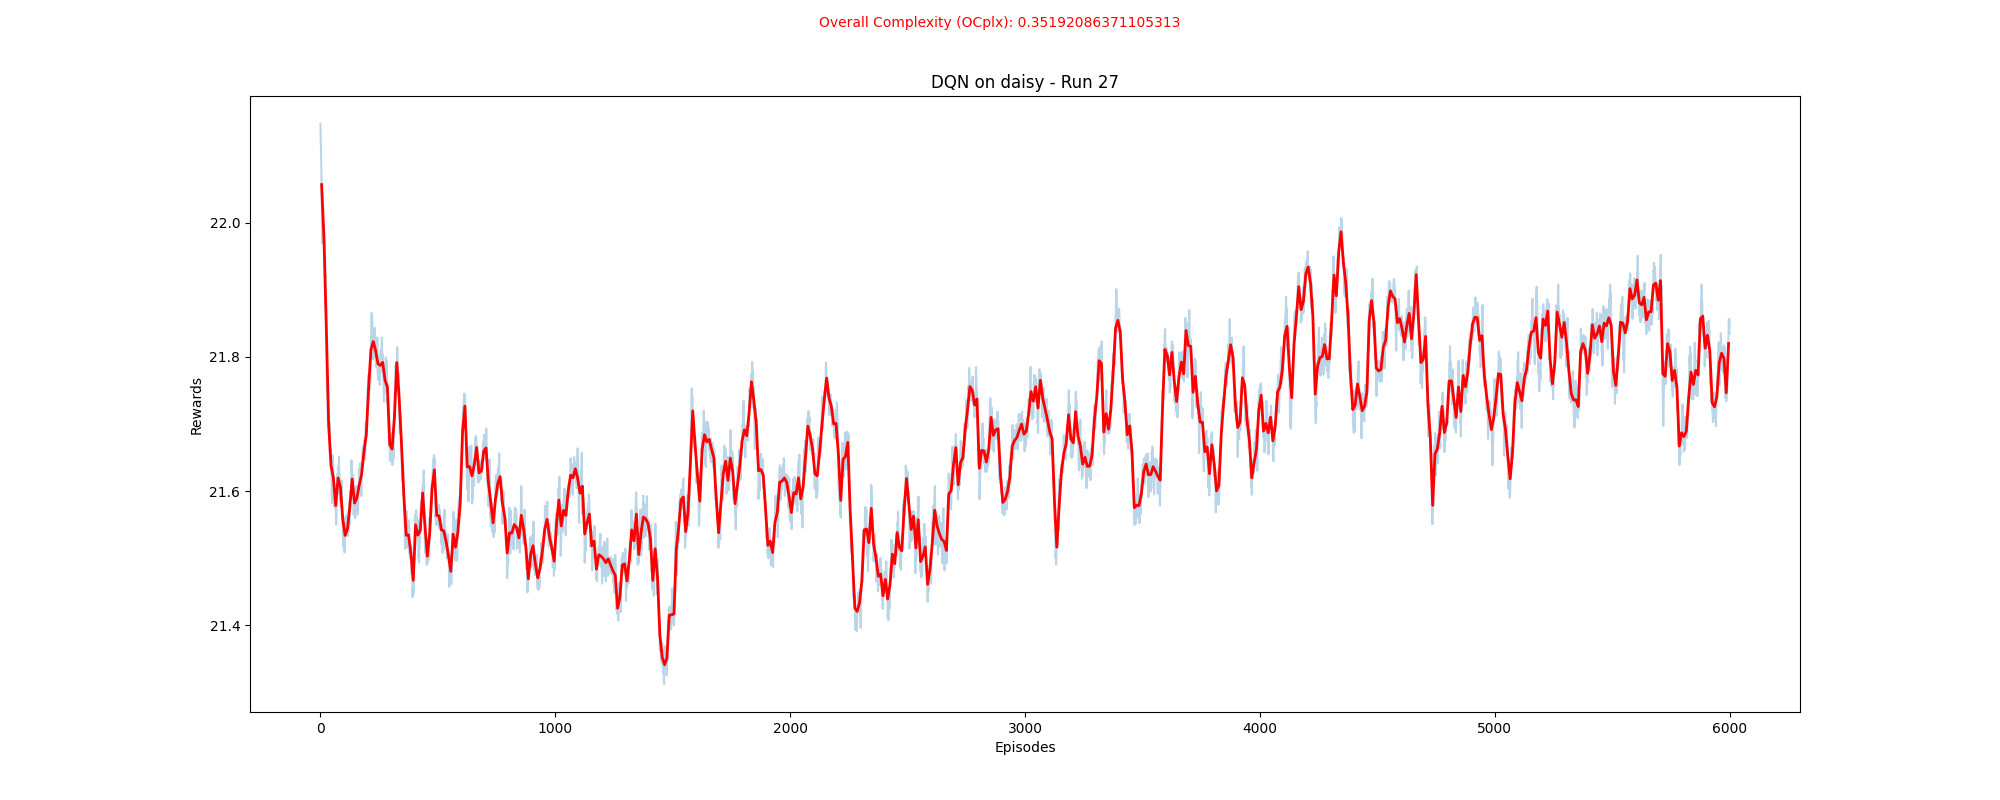 Overall Complexity (OCplx): 0.35192086371105313
DQN on daisy - Run 27
22.0
21.8
21.6
21.4
Rewards
0 1000 2000 3000 4000 5000 6000
Episodes